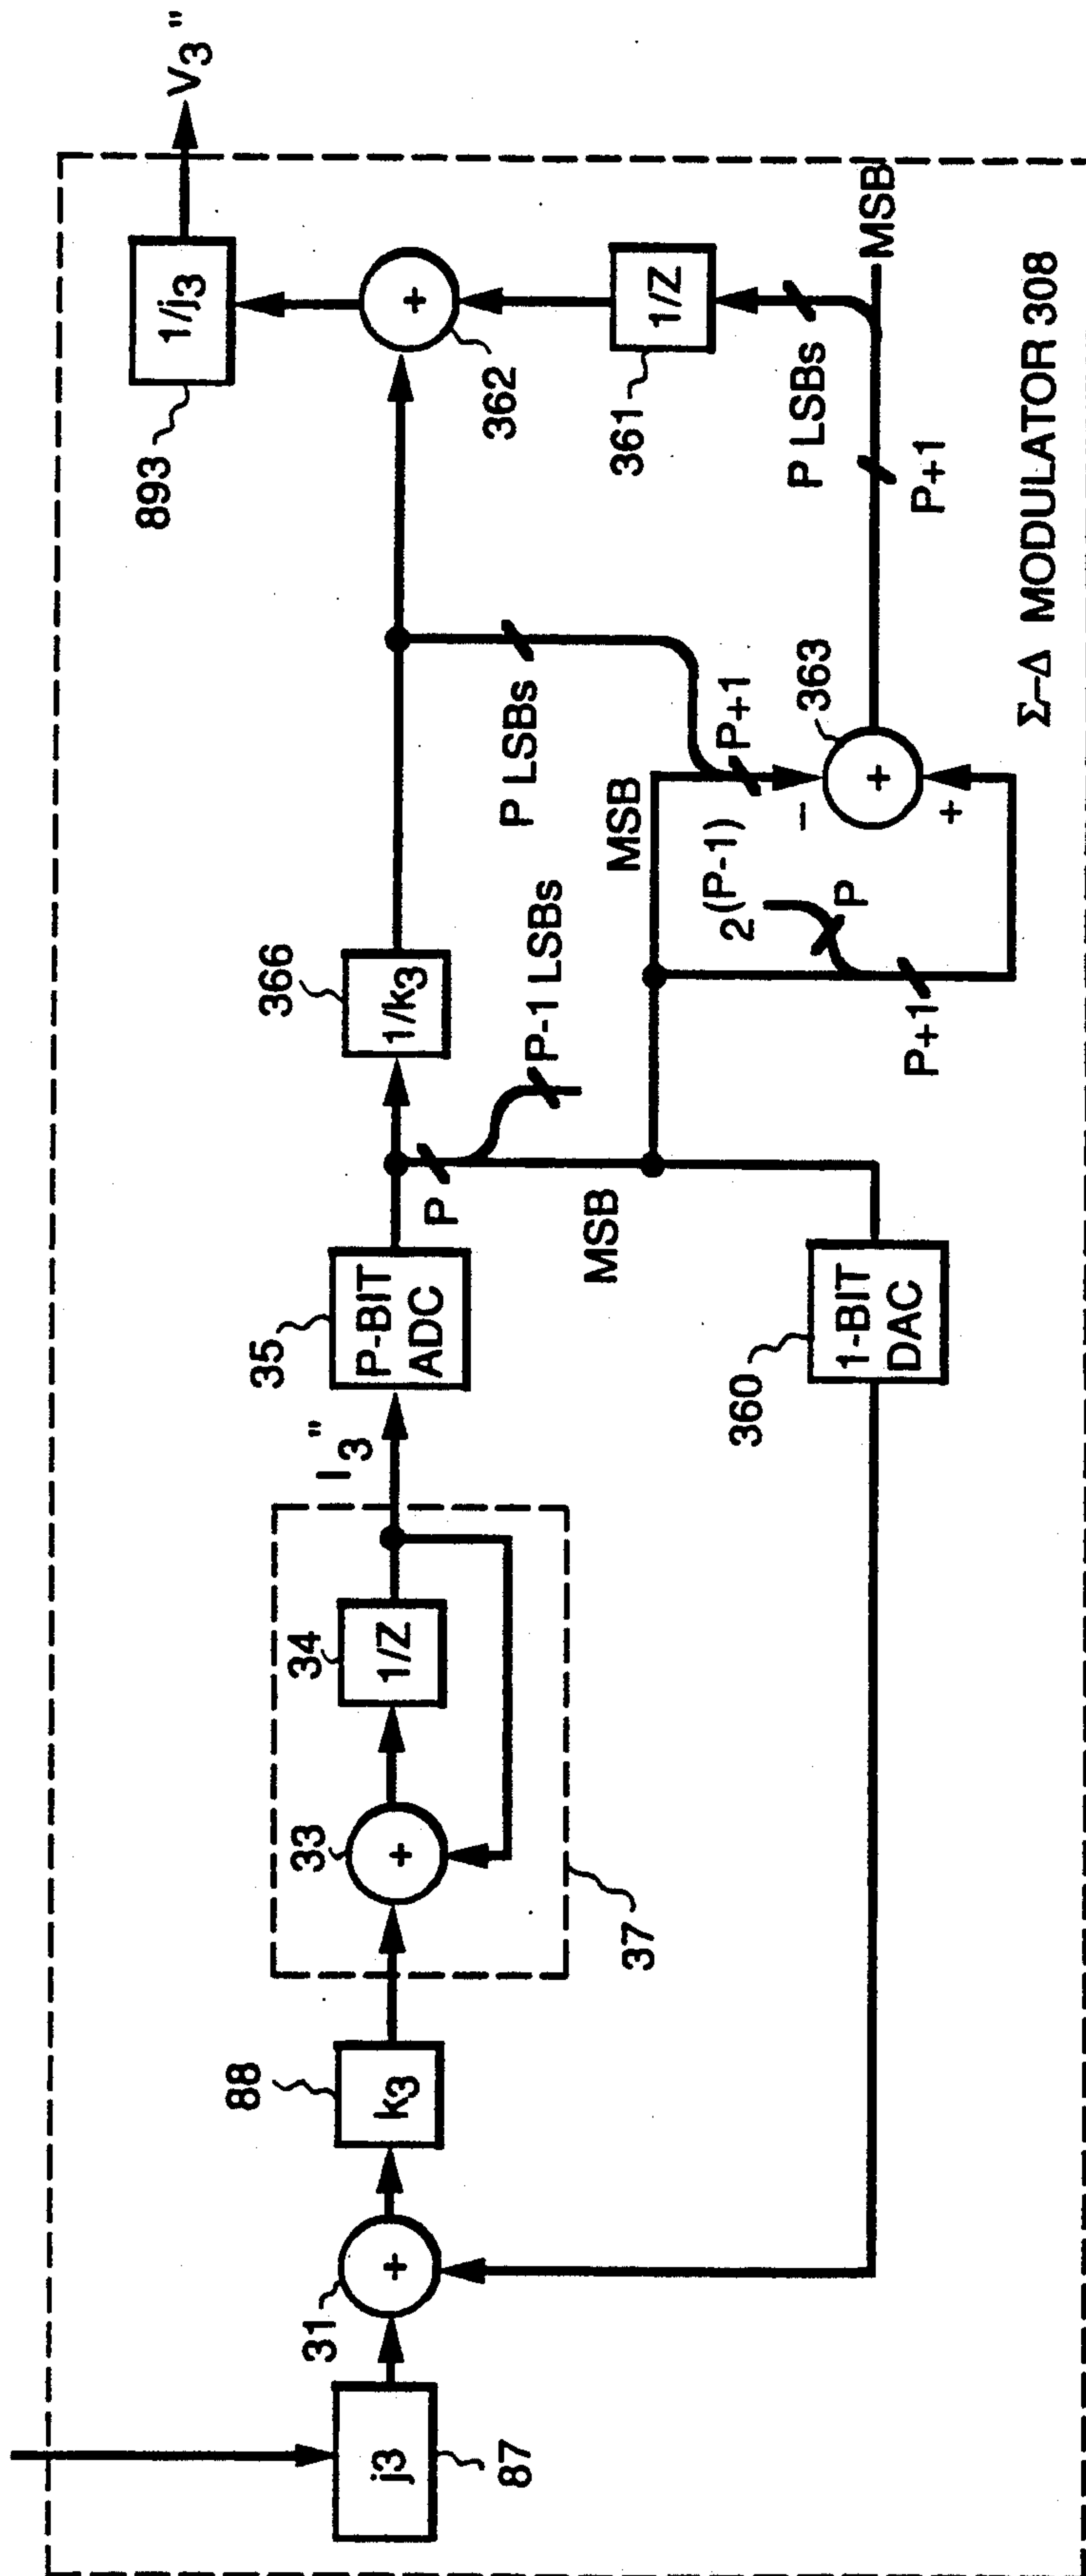 V3"
893
1/j3
+
362
1/Z
361
P LSBs
MSB
P+1
Σ-Δ MODULATOR 308
366
1/k3
P LSBs
P-1 LSBs
MSB
P+1
363
−
+
+
2(P-1)
P
P+1
35
P-BIT
ADC
P
MSB
I3"
360
1-BIT
DAC
34
1/Z
33
+
37
88
k3
31
+
j3
87